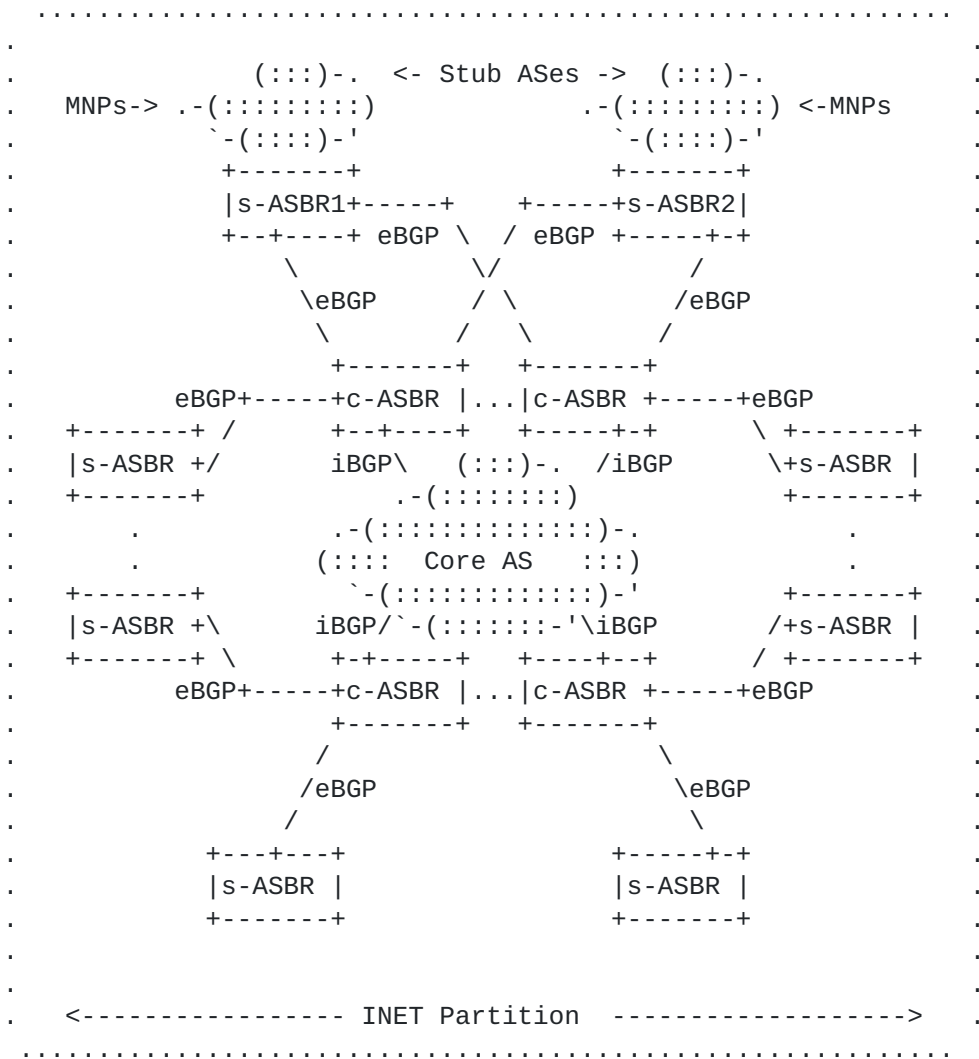 <- Stub ASes ->
MNPs-> <-MNPs
s-ASBR1 s-ASBR2
eBGP eBGP
eBGP eBGP
eBGP c-ASBR ... c-ASBR eBGP
s-ASBR iBGP iBGP s-ASBR
Core AS
s-ASBR iBGP iBGP s-ASBR
eBGP c-ASBR ... c-ASBR eBGP
eBGP eBGP
s-ASBR s-ASBR
<----------------- INET Partition ------------------->